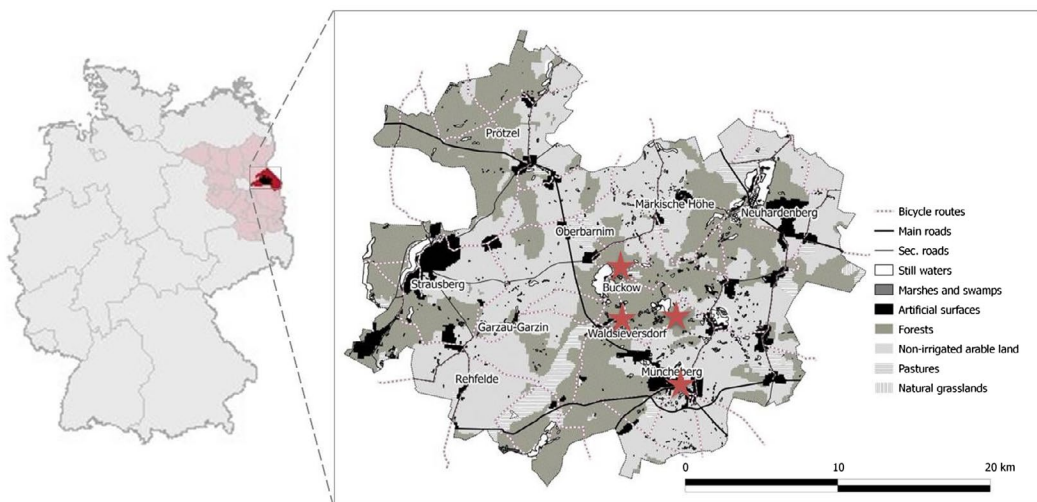 Prötzel
Märkische Höhe
Neuhardenberg
Oberbarnim
Strausberg
Buckow
Garzau-Garzin
Waldsieversdorf
Rehfelde
Müncheberg
Bicycle routes
Main roads
Sec. roads
Still waters
Marshes and swamps
Artificial surfaces
Forests
Non-irrigated arable land
Pastures
Natural grasslands
0
10
20 km